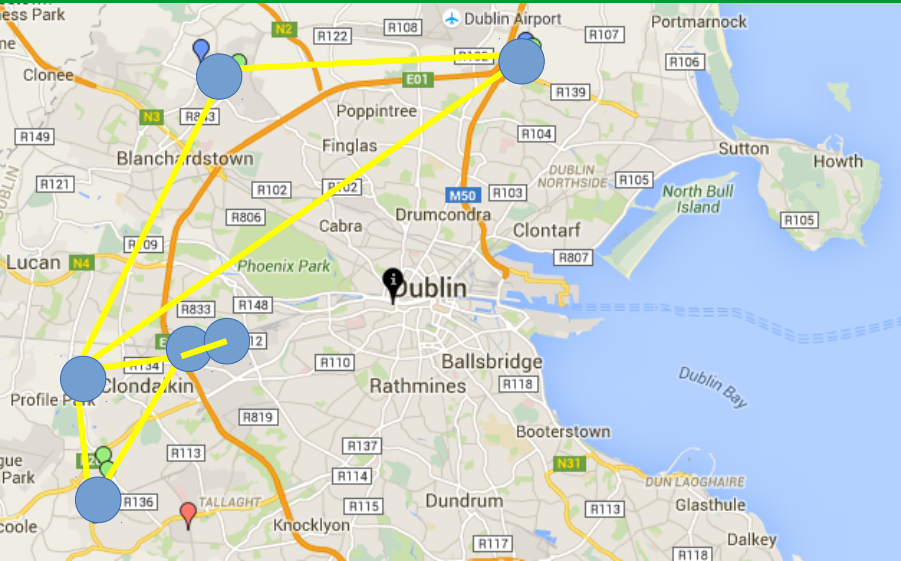 ess Park
N2
R122
R108
Dublin Airport
R107
Portmarnock
R106
Clonee
E01
R139
N3
Poppintree
R104
R149
Finglas
Sutton
Howth
Blanchardstown
DUBLIN
NORTHSIDE
R105
R121
R102
M50
R103
North Bull
Island
R105
DUBLIN
R806
Cabra
Drumcondra
Clontarf
R807
Lucan
N4
Phoenix Park
Dublin
R833
R148
R110
Ballsbridge
R134
Clondalkin
Rathmines
R118
Dublin Bay
R819
Booterstown
R113
R137
N31
Park
R114
DUN LAOGHAIRE
R136
TALLAGHT
R115
Dundrum
R113
Glasthule
coole
Knocklyon
R117
Dalkey
R118